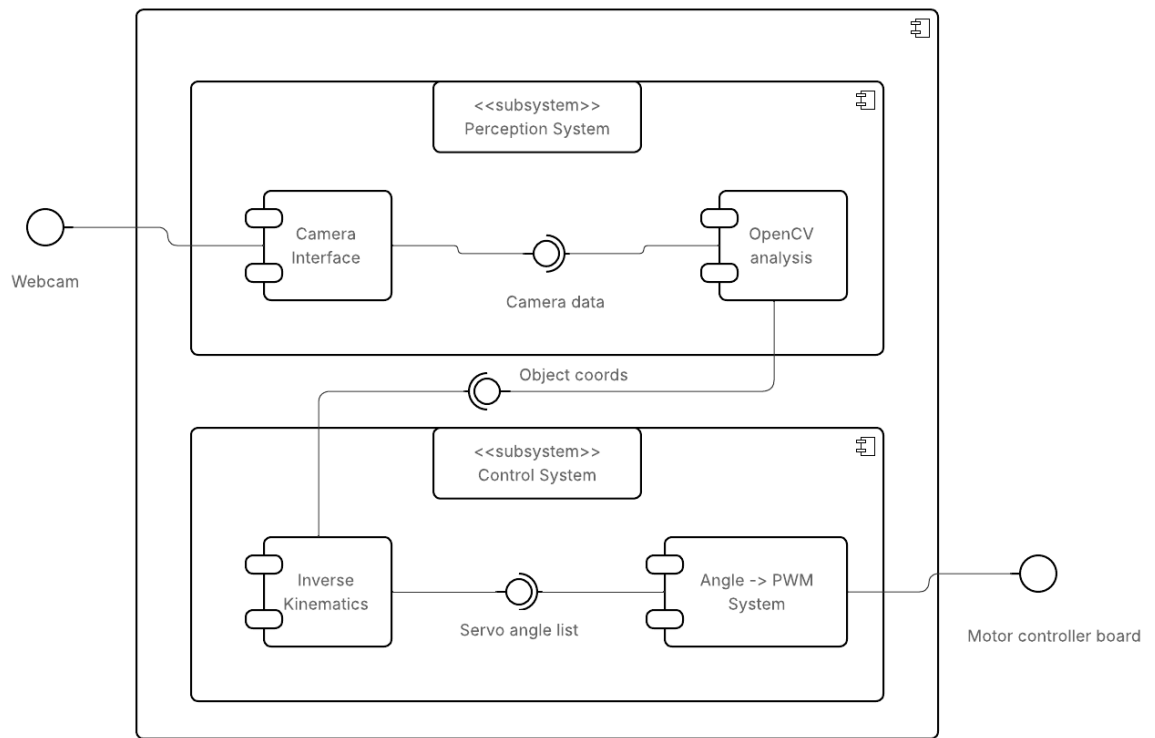 <<subsystem>>
Perception System
Camera
Interface
OpenCV
analysis
Webcam
Camera data
Object coords
<<subsystem>>
Control System
Inverse
Kinematics
Angle -> PWM
System
Servo angle list
Motor controller board